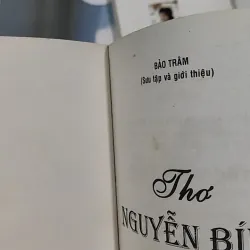 BẢO TRÂM
(Sưu tập và giới thiệu)
Thơ
NGUYỄN BÍ